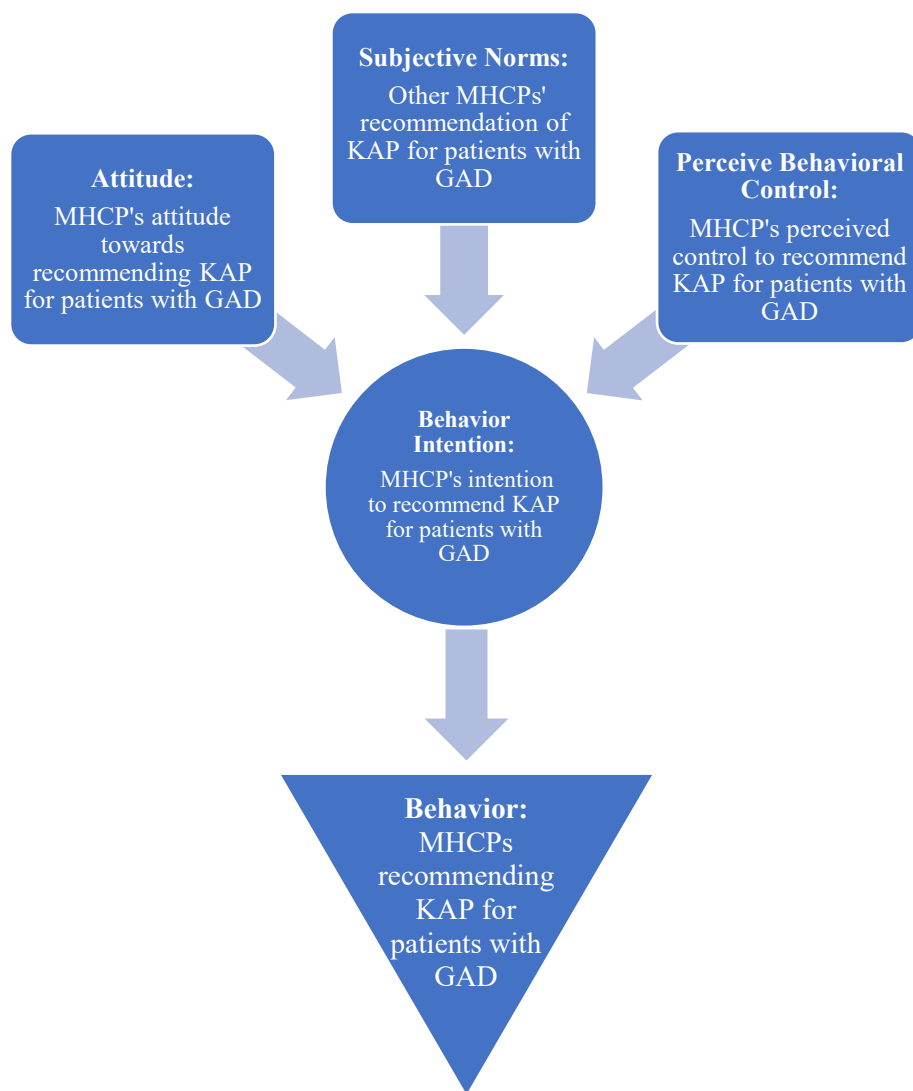 Attitude:
MHCP's attitude
towards
recommending KAP
for patients with GAD
Subjective Norms:
Other MHCPs'
recommendation of
KAP for patients with
GAD
Perceive Behavioral
Control:
MHCP's perceived
control to recommend
KAP for patients with
GAD
Behavior
Intention:
MHCP's intention
to recommend KAP
for patients with
GAD
Behavior:
MHCPs
recommending
KAP for
patients with
GAD